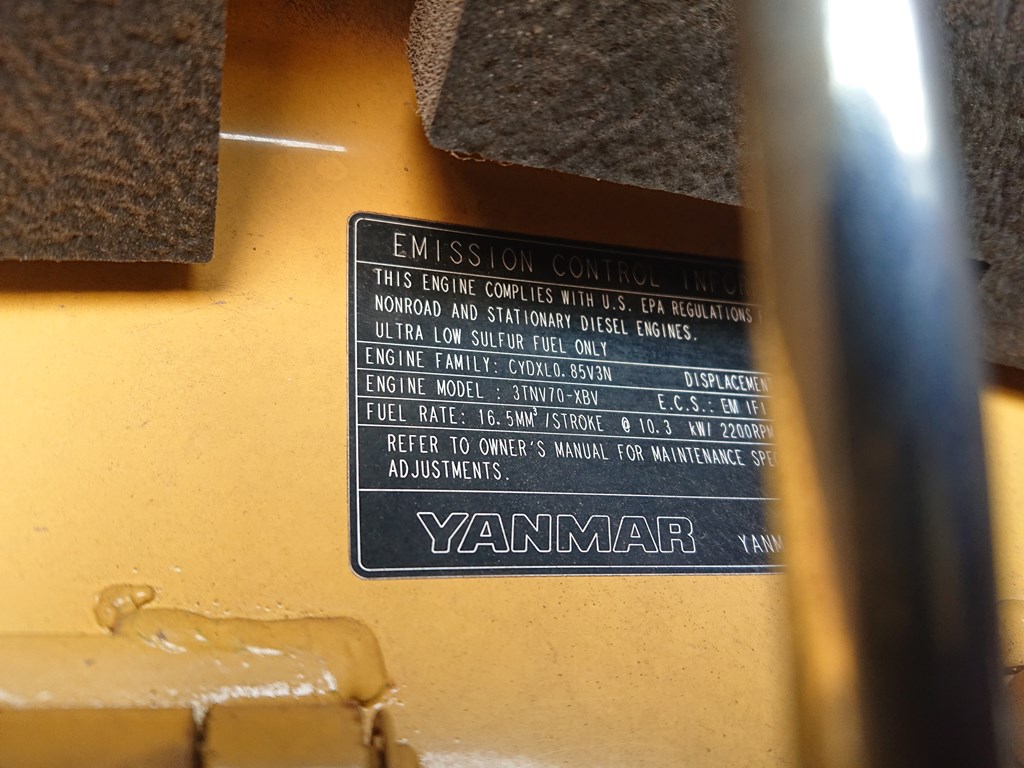 EMISSION CONTROL
THIS ENGINE COMPLIES WITH U.S. EPA REGULATIONS
NONROAD AND STATIONARY DIESEL ENGINES.
ULTRA LOW SULFUR FUEL ONLY
ENGINE FAMILY: CYDXL0.85V3N DISPLACEMENT
ENGINE MODEL : 3TNV70-XBV E.C.S.: EM
FUEL RATE: 16.5MM³/STROKE @ 10.3 kW/ 2200RPM
REFER TO OWNER'S MANUAL FOR MAINTENANCE
ADJUSTMENTS.
YANMAR